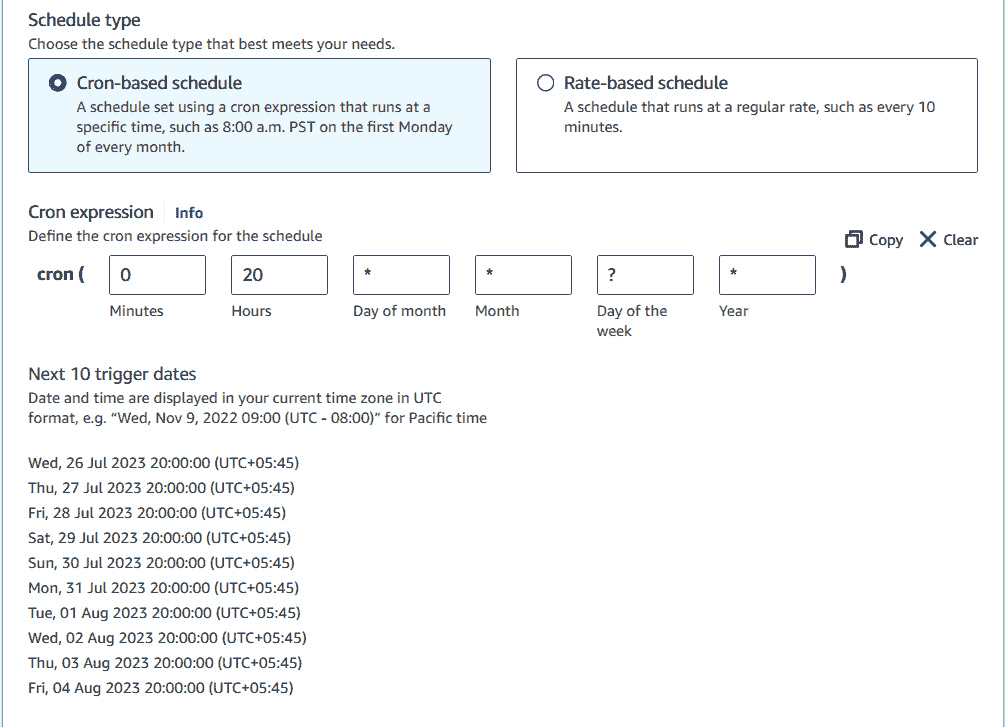 Schedule type
Choose the schedule type that best meets your needs.
Cron-based schedule
A schedule set using a cron expression that runs at a
specific time, such as 8:00 a.m. PST on the first Monday
of every month.
Rate-based schedule
A schedule that runs at a regular rate, such as every 10
minutes.
Cron expression Info
Define the cron expression for the schedule
Copy Clear
cron ( 0 20 * * ? * )
Minutes Hours Day of month Month Day of the Year
week
Next 10 trigger dates
Date and time are displayed in your current time zone in UTC
format, e.g. “Wed, Nov 9, 2022 09:00 (UTC - 08:00)” for Pacific time
Wed, 26 Jul 2023 20:00:00 (UTC+05:45)
Thu, 27 Jul 2023 20:00:00 (UTC+05:45)
Fri, 28 Jul 2023 20:00:00 (UTC+05:45)
Sat, 29 Jul 2023 20:00:00 (UTC+05:45)
Sun, 30 Jul 2023 20:00:00 (UTC+05:45)
Mon, 31 Jul 2023 20:00:00 (UTC+05:45)
Tue, 01 Aug 2023 20:00:00 (UTC+05:45)
Wed, 02 Aug 2023 20:00:00 (UTC+05:45)
Thu, 03 Aug 2023 20:00:00 (UTC+05:45)
Fri, 04 Aug 2023 20:00:00 (UTC+05:45)